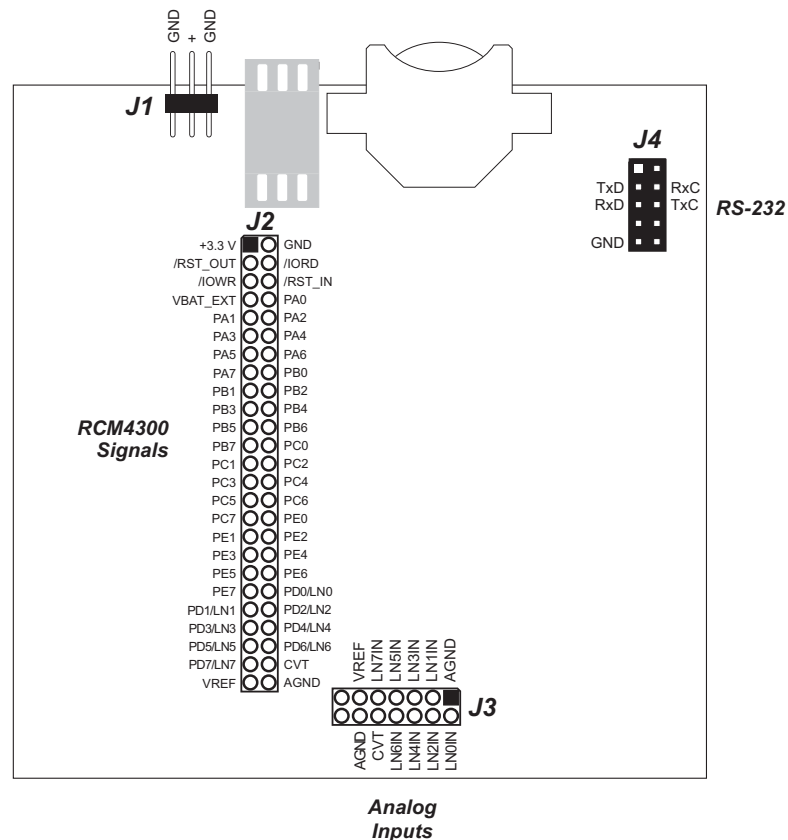 GND + GND
J1
J4
TxD RxC
RxD TxC
GND
RS-232
J2
+3.3 V GND
/RST_OUT /IORD
/IOWR /RST_IN
VBAT_EXT PA0
PA1 PA2
PA3 PA4
PA5 PA6
PA7 PB0
PB1 PB2
PB3 PB4
PB5 PB6
PB7 PC0
PC1 PC2
PC3 PC4
PC5 PC6
PC7 PE0
PE1 PE2
PE3 PE4
PE5 PE6
PE7 PD0/LN0
PD1/LN1 PD2/LN2
PD3/LN3 PD4/LN4
PD5/LN5 PD6/LN6
PD7/LN7 CVT
VREF AGND
RCM4300
Signals
VREF LN7IN LN5IN LN3IN LN1IN AGND
J3
AGND CVT LN6IN LN4IN LN2IN LN0IN
Analog
Inputs